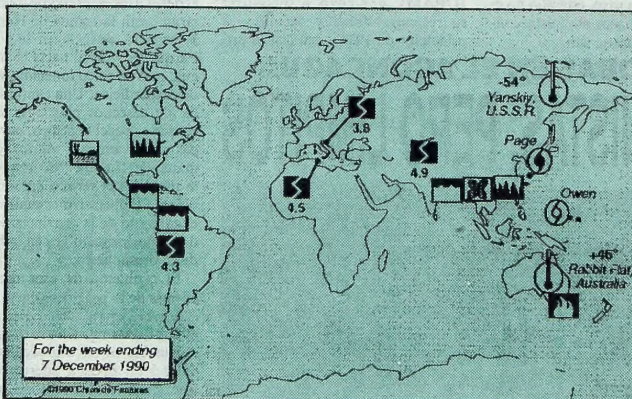 -54°
Yanskiy,
U.S.S.R.
3.8
Page
4.9
4.5
Owen
4.3
+46°
Rabbit Flat,
Australia
For the week ending
7 December 1990
©1990 Chronicle Features